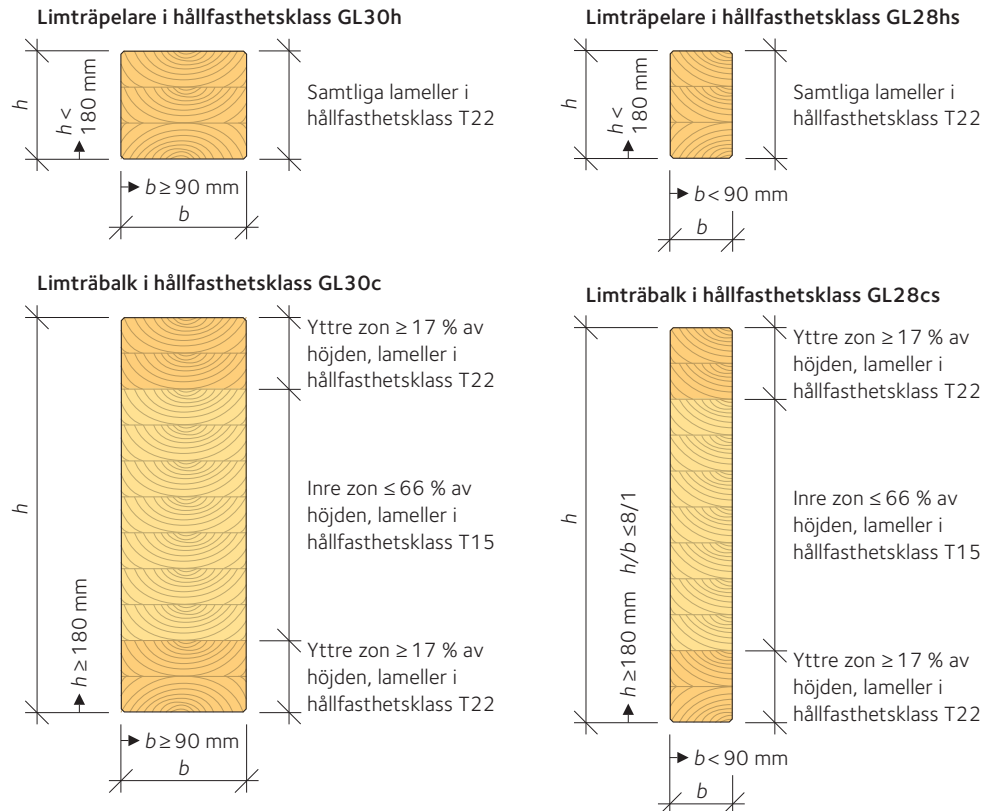 Limträpelare i hållfasthetsklass GL30h
h
h <
180 mm
Samtliga lameller i
hållfasthetsklass T22
b ≥ 90 mm
b
Limträpelare i hållfasthetsklass GL28hs
h
h <
180 mm
Samtliga lameller i
hållfasthetsklass T22
b < 90 mm
b
Limträbalk i hållfasthetsklass GL30c
h
h ≥ 180 mm
Yttre zon ≥ 17 % av
höjden, lameller i
hållfasthetsklass T22
Inre zon ≤ 66 % av
höjden, lameller i
hållfasthetsklass T15
Yttre zon ≥ 17 % av
höjden, lameller i
hållfasthetsklass T22
b ≥ 90 mm
b
Limträbalk i hållfasthetsklass GL28cs
h
h ≥180 mm h/b ≤8/1
Yttre zon ≥ 17 % av
höjden, lameller i
hållfasthetsklass T22
Inre zon ≤ 66 % av
höjden, lameller i
hållfasthetsklass T15
Yttre zon ≥ 17 % av
höjden, lameller i
hållfasthetsklass T22
b < 90 mm
b